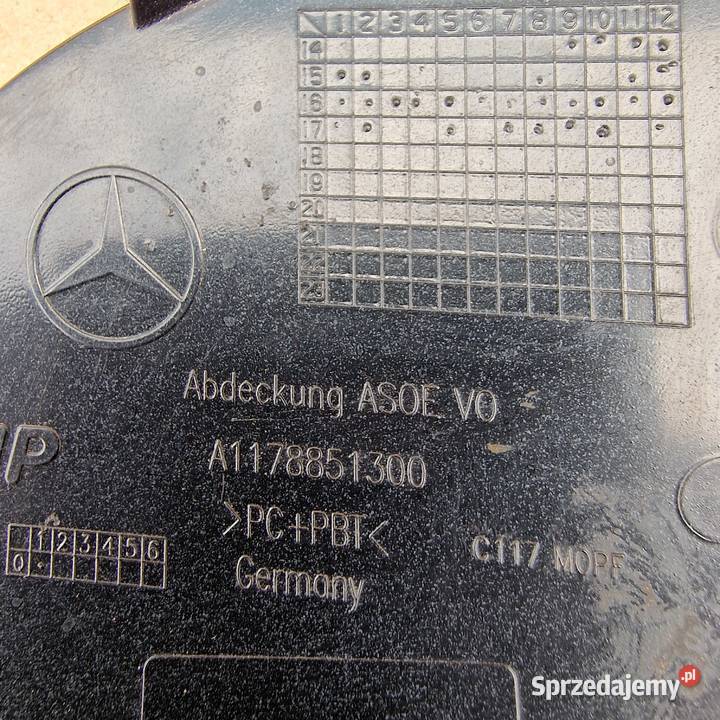 1 2 3 4 5 6 7 8 9 10 11 12
14
15
16
17
18
19
20
21
22
23
Abdeckung ASOE VO
A1178851300
>PC+PBT<
Germany
C117 MOPF
1 2 3 4 5 6
0
Sprzedajemy.pl